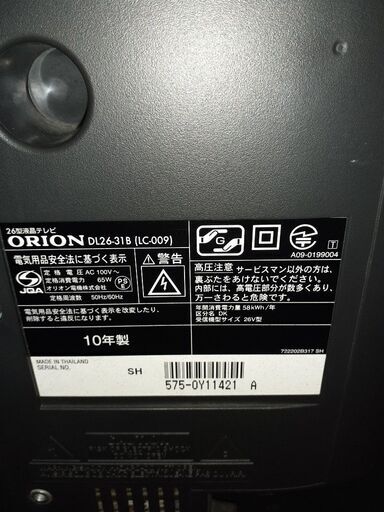 26型液晶テレビ
ORION DL26-31B (LC-009)
電気用品安全法に基づく表示
定格電圧 AC 100V~
定格消費電力 65W
オリオン電機株式会社
定格周波数 50Hz/60Hz
JQA
PS
E
電気用品安全法に基づく表示を改変したり、
削除すると違反になります。
警告
G
A09-0199004
T
高圧注意 サービスマン以外の方は、
裏ぶたをあけないでください。
内部には、高電圧部分が数多くあり、
万一さわると危険です。
年間消費電力量 58kWh/年
区分名 DK
受信機型サイズ 26V型
10年製
722202B317 SH
MADE IN THAILAND
SERIAL NO.
SH
575-0Y11421 A